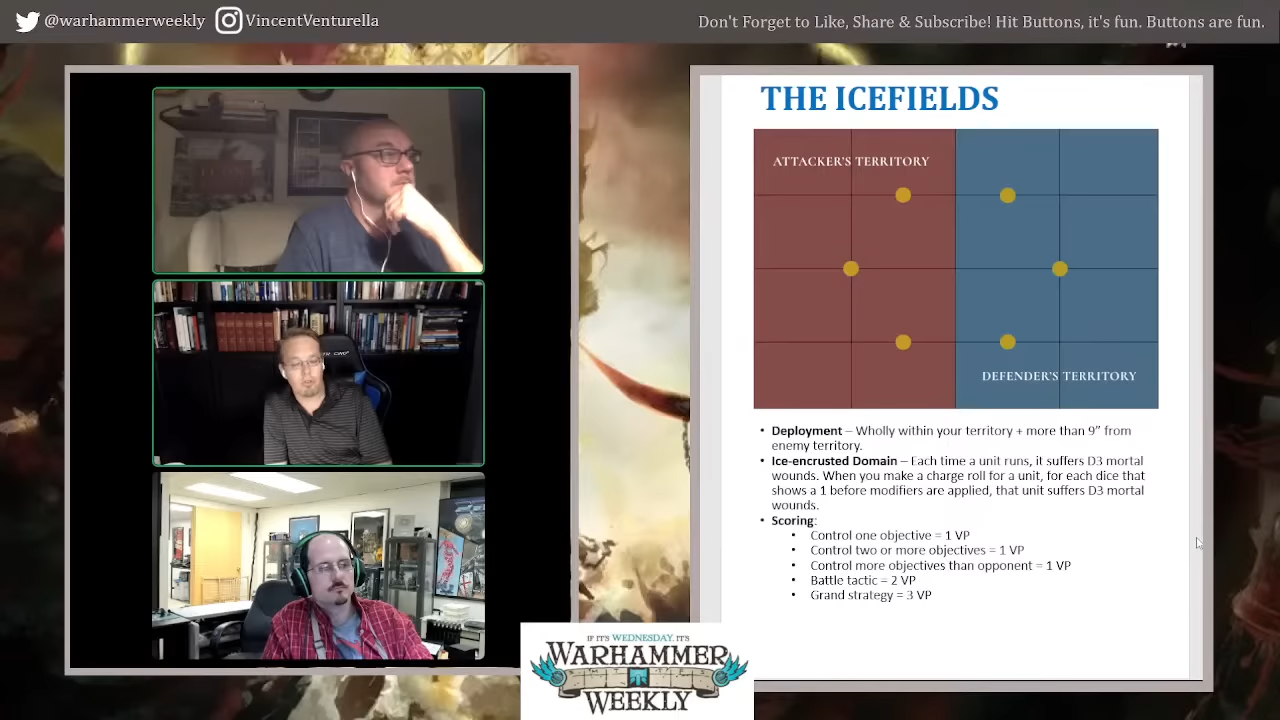 @warhammerweekly
VincentVenturella
Don't Forget to Like, Share & Subscribe! Hit Buttons, it's fun. Buttons are fun.
THE ICEFIELDS
ATTACKER'S TERRITORY
DEFENDER'S TERRITORY
• Deployment – Wholly within your territory + more than 9" from
enemy territory.
• Ice-encrusted Domain – Each time a unit runs, it suffers D3 mortal
wounds. When you make a charge roll for a unit, for each dice that
shows a 1 before modifiers are applied, that unit suffers D3 mortal
wounds.
• Scoring:
• Control one objective = 1 VP
• Control two or more objectives = 1 VP
• Control more objectives than opponent = 1 VP
• Battle tactic = 2 VP
• Grand strategy = 3 VP
IF IT'S WEDNESDAY, IT'S
WARHAMMER
WEEKLY